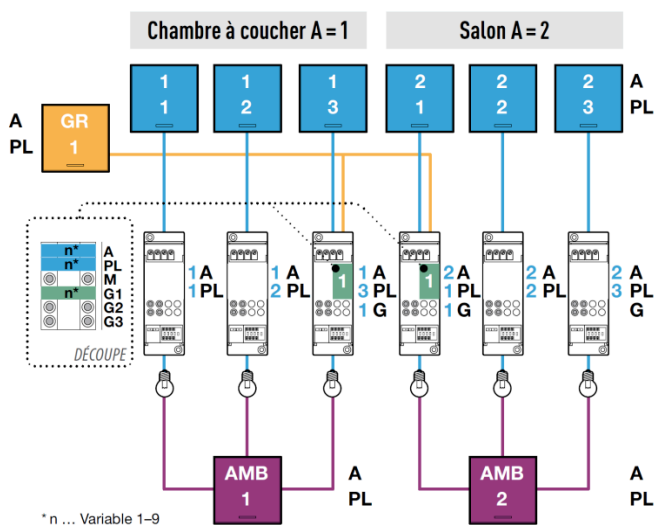 Chambre à coucher A = 1
Salon A = 2
1 1 1 2 2 2 A
1 2 3 1 2 3 PL
A GR
PL 1
n* A
n* PL
M
n* G1
G2
G3
DÉCOUPE
1 A 1 A 1 1 A 1 2 A 2 A 2 A
1 PL 2 PL 3 PL 1 PL 2 PL 3 PL
1 G 1 G G
AMB A AMB A
1 PL 2 PL
* n … Variable 1–9